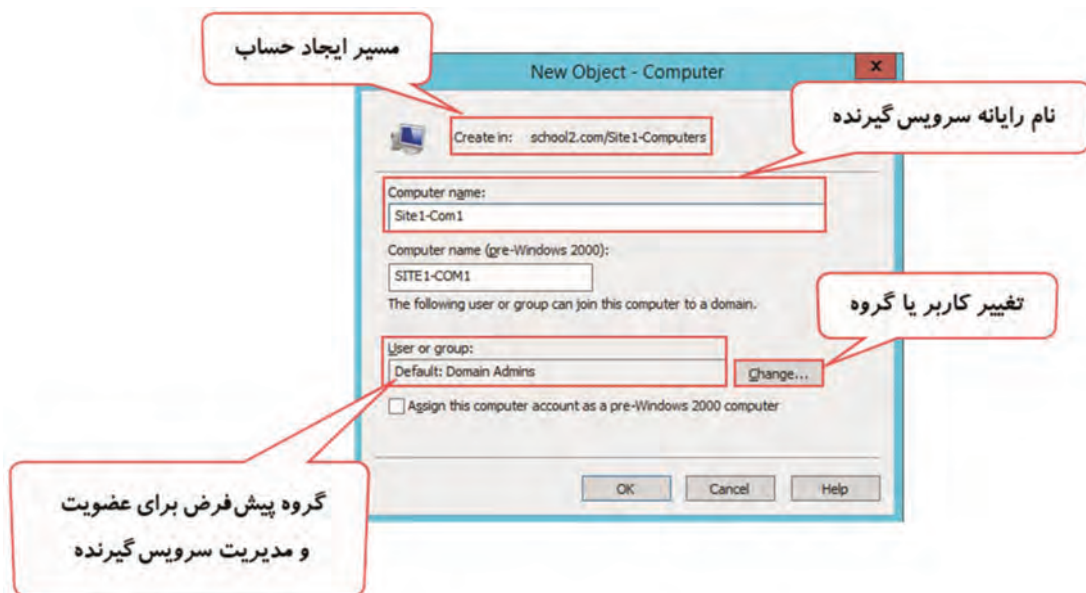 مسیر ایجاد حساب
New Object - Computer
x
نام رایانه سرویس گیرنده
Create in: school2.com/Site1-Computers
Computer name:
Site1-Com1
Computer name (pre-Windows 2000):
SITE1-COM1
The following user or group can join this computer to a domain.
تغییر کاربر یا گروه
User or group:
Default: Domain Admins
Change...
Assign this computer account as a pre-Windows 2000 computer
گروه پیش‌فرض برای عضویت
و مدیریت سرویس گیرنده
OK Cancel Help